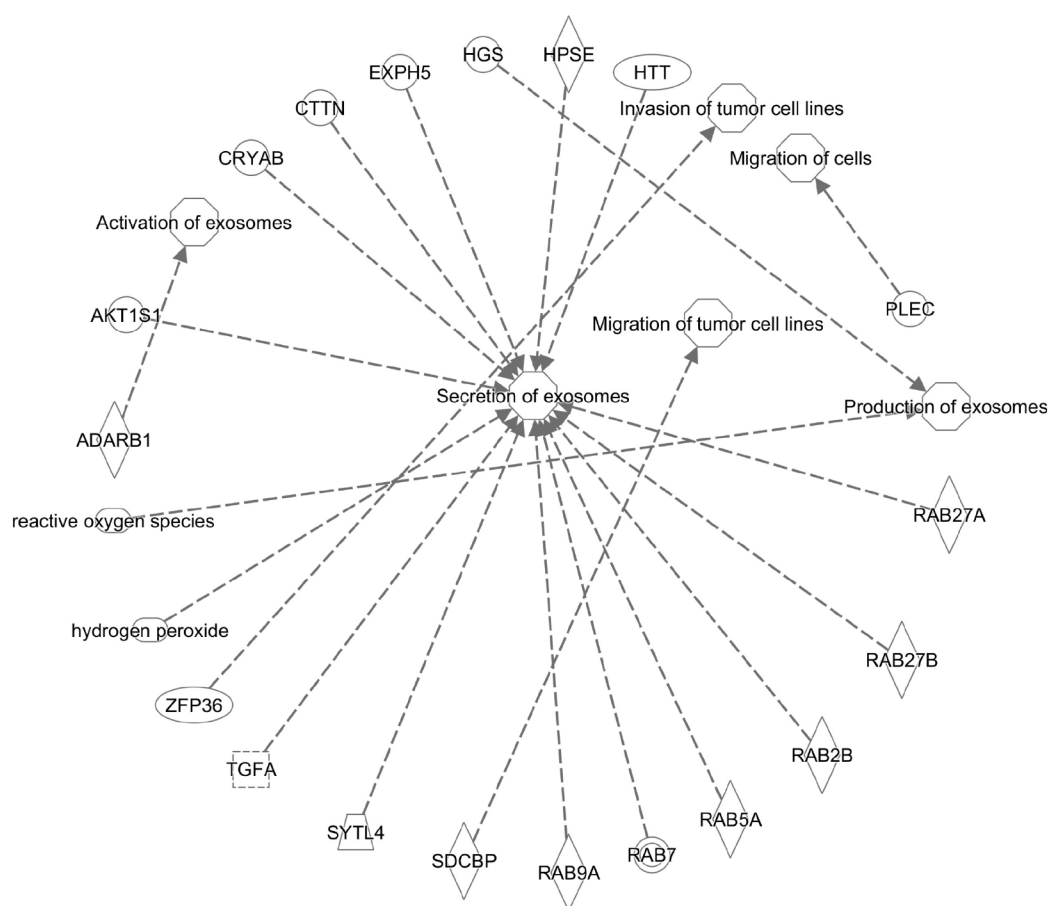 HGS
HPSE
HTT
EXPH5
CTTN
Invasion of tumor cell lines
CRYAB
Migration of cells
Activation of exosomes
AKT1S1
PLEC
Migration of tumor cell lines
Secretion of exosomes
Production of exosomes
ADARB1
RAB27A
reactive oxygen species
hydrogen peroxide
RAB27B
ZFP36
RAB2B
TGFA
RAB5A
SYTL4
RAB7
SDCBP
RAB9A